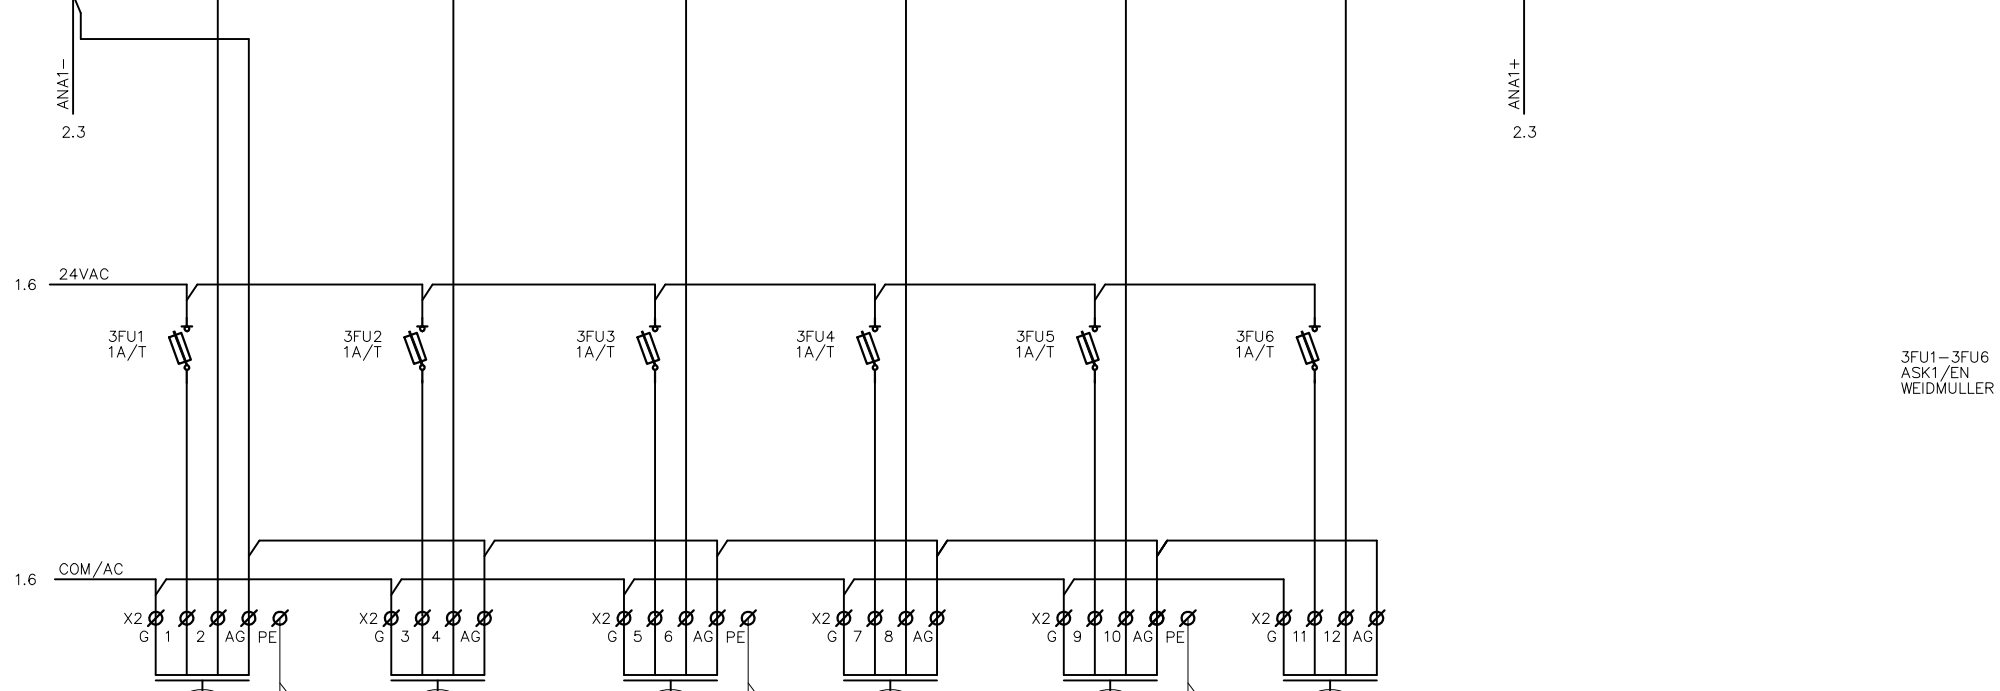 ANA1-
2.3
ANA1+
2.3
1.6
24VAC
3FU1
1A/T
3FU2
1A/T
3FU3
1A/T
3FU4
1A/T
3FU5
1A/T
3FU6
1A/T
3FU1-3FU6
ASK1/EN
WEIDMULLER
1.6
COM/AC
X2
G 1 2 AG PE
X2
G 3 4 AG
X2
G 5 6 AG PE
X2
G 7 8 AG
X2
G 9 10 AG PE
X2
G 11 12 AG